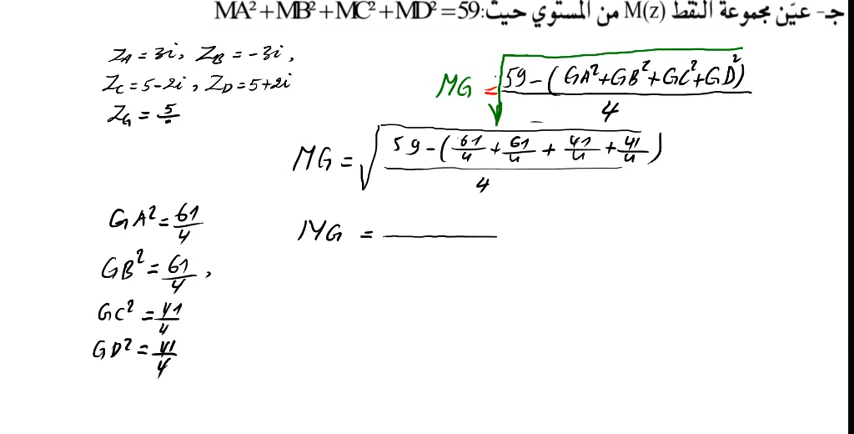 جـ- عيّن مجموعة النقط M(z) من المستوي حيث: MA²+MB²+MC²+MD²=59
Z_A = 3i, Z_B = -3i,
Z_C = 5-2i, Z_D = 5+2i
Z_G = 5/
MG = √((59-(GA²+GB²+GC²+GD²))/4)
MG = √((59-(61/4+61/4+41/4+41/4))/4)
MG =
GA² = 61/4
GB² = 61/4,
GC² = 41/4
GD² = 41/4